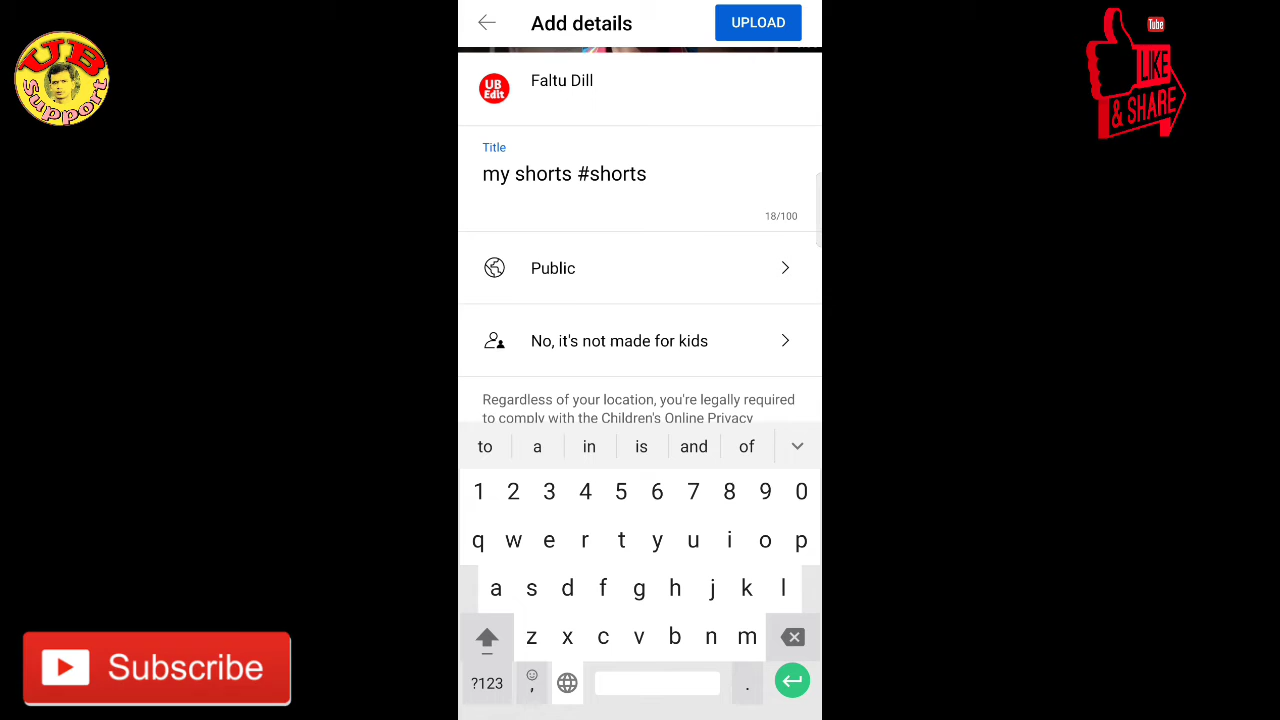 Add details
UPLOAD
UB
Support
Tube
LIKE
& SHARE
UB
Edit
Faltu Dill
Title
my shorts #shorts
18/100
Public
No, it's not made for kids
Regardless of your location, you're legally required
to comply with the Children's Online Privacy
to a in is and of
1 2 3 4 5 6 7 8 9 0
q w e r t y u i o p
a s d f g h j k l
z x c v b n m
?123 , .
Subscribe